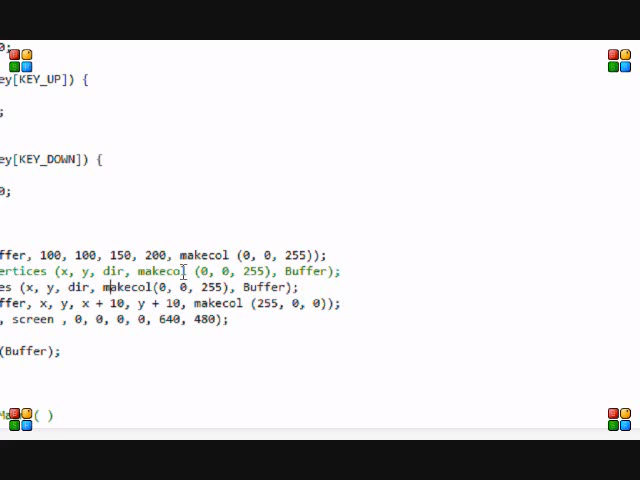 0;
ey[KEY_UP]) {
;
ey[KEY_DOWN]) {
0;
ffer, 100, 100, 150, 200, makecol (0, 0, 255));
ertices (x, y, dir, makecol (0, 0, 255), Buffer);
es (x, y, dir, makecol(0, 0, 255), Buffer);
ffer, x, y, x + 10, y + 10, makecol (255, 0, 0));
, screen , 0, 0, 0, 0, 640, 480);
(Buffer);
( )